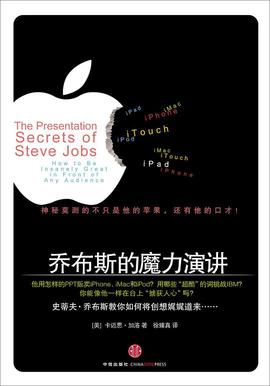 The Presentation
Secrets of
Steve Jobs
How to Be
Insanely Great
in Front of
Any Audience
iPad
iMac
iPhone
iPad
iTouch
iMac
iTouch
iPad
iPhone
神秘莫测的不只是他的苹果，还有他的口才！
乔布斯的魔力演讲
他用怎样的PPT贩卖iPhone、iMac和iPod？用哪些“超酷”的词挑战IBM？
你能像他一样在台上“掳获人心”吗？
史蒂夫·乔布斯教你如何将创想娓娓道来……
[美] 卡迈恩·加洛 著 徐臻真 译
中信出版社
CHINACITICPRESS